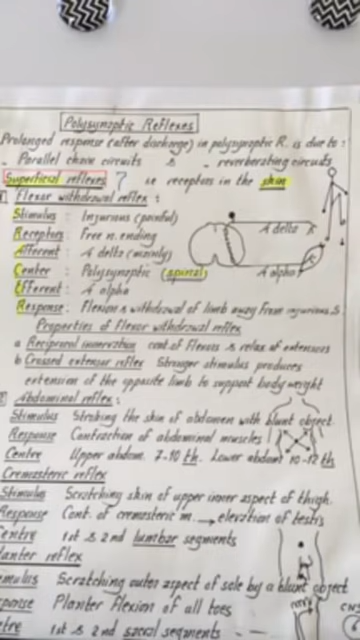 Polysynaptic Reflexes
Prolonged response (after discharge) in polysynaptic R. is due to :
- Parallel chain circuits & - reverberating circuits
Superficial reflexes ? ie receptors in the skin
Flexor withdrawal reflex :
Stimulus : Injurious (painful)
Receptors : Free n. ending
A delta
Afferent : A delta (mainly)
Center : Polysynaptic (spinal)
A alpha
Efferent : A alpha
Response : Flexion & withdrawal of limb away from injurious S
Properties of Flexor withdrawal reflex
a Reciprocal innervation cont of flexors & relax of extensors
b Crossed extensor reflex Stronger stimulus produces
extension of the opposite limb to support body weight
Abdominal reflex :
Stimulus Stroking the skin of abdomen with blunt object
Response Contraction of abdominal muscles
Centre Upper abdom. 7-10 th. Lower abdom 10-12 th
Cremasteric reflex
Stimulus Scratching skin of upper inner aspect of thigh.
Response Cont. of cremasteric m. → elevation of testis
Centre 1st & 2nd lumbar segments
lanter reflex
imulus Scratching outer aspect of sole by a blunt object
ponse Planter flexion of all toes
ntre 1st & 2nd sacral segments
CNS